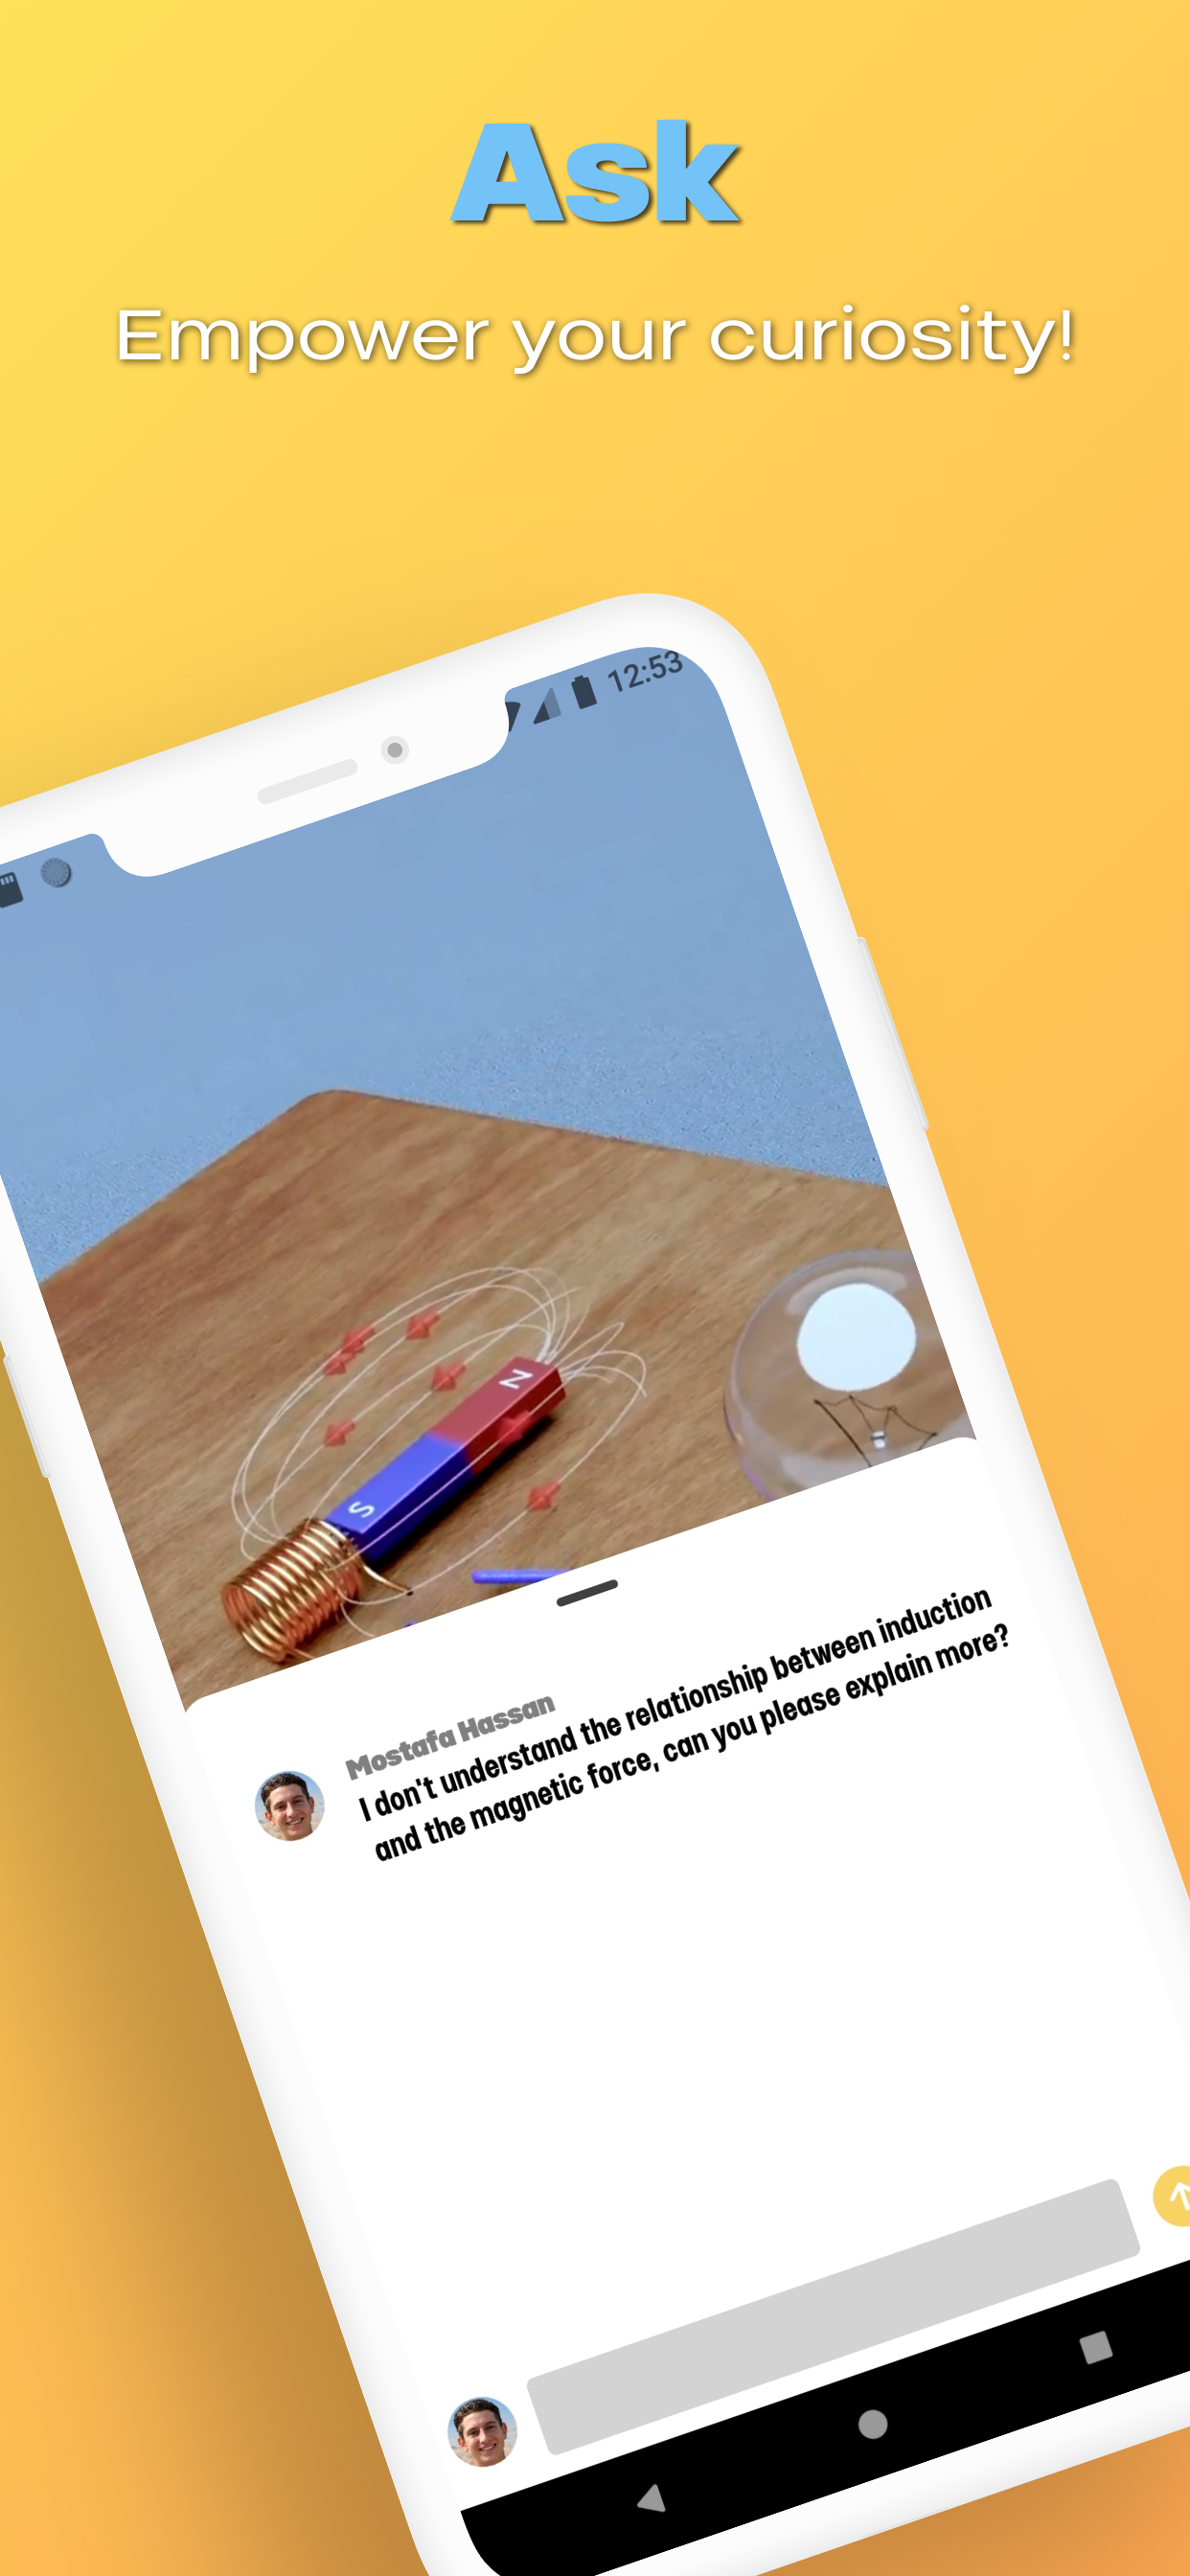 Ask
Empower your curiosity!
12:53
N
S
Mostafa Hassan
I don't understand the relationship between induction
and the magnetic force, can you please explain more?